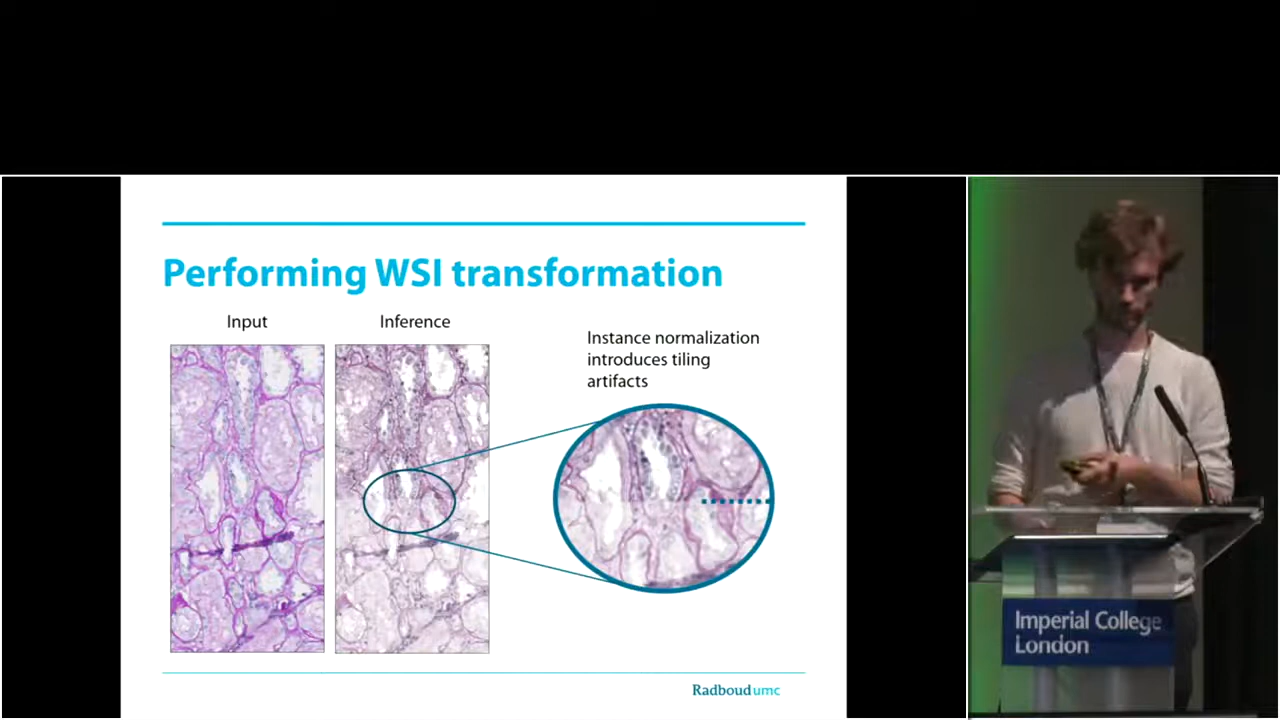 Performing WSI transformation
Input
Inference
Instance normalization
introduces tiling
artifacts
Radboudumc
Imperial College
London